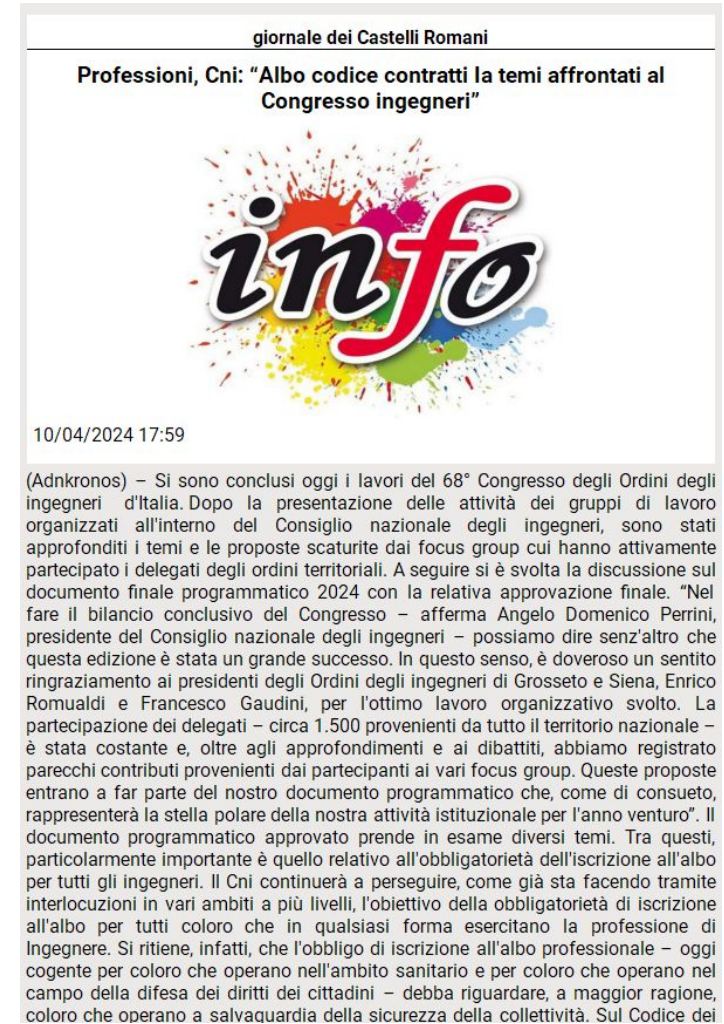 giornale dei Castelli Romani
Professioni, Cni: “Albo codice contratti Ia temi affrontati al
Congresso ingegneri”
info
10/04/2024 17:59
(Adnkronos) – Si sono conclusi oggi i lavori del 68° Congresso degli Ordini degli
ingegneri d'Italia. Dopo la presentazione delle attività dei gruppi di lavoro
organizzati all'interno del Consiglio nazionale degli ingegneri, sono stati
approfonditi i temi e le proposte scaturite dai focus group cui hanno attivamente
partecipato i delegati degli ordini territoriali. A seguire si è svolta la discussione sul
documento finale programmatico 2024 con la relativa approvazione finale. “Nel
fare il bilancio conclusivo del Congresso – afferma Angelo Domenico Perrini,
presidente del Consiglio nazionale degli ingegneri – possiamo dire senz'altro che
questa edizione è stata un grande successo. In questo senso, è doveroso un sentito
ringraziamento ai presidenti degli Ordini degli ingegneri di Grosseto e Siena, Enrico
Romualdi e Francesco Gaudini, per l'ottimo lavoro organizzativo svolto. La
partecipazione dei delegati – circa 1.500 provenienti da tutto il territorio nazionale –
è stata costante e, oltre agli approfondimenti e ai dibattiti, abbiamo registrato
parecchi contributi provenienti dai partecipanti ai vari focus group. Queste proposte
entrano a far parte del nostro documento programmatico che, come di consueto,
rappresenterà la stella polare della nostra attività istituzionale per l'anno venturo”. Il
documento programmatico approvato prende in esame diversi temi. Tra questi,
particolarmente importante è quello relativo all'obbligatorietà dell'iscrizione all'albo
per tutti gli ingegneri. Il Cni continuerà a perseguire, come già sta facendo tramite
interlocuzioni in vari ambiti a più livelli, l'obiettivo della obbligatorietà di iscrizione
all'albo per tutti coloro che in qualsiasi forma esercitano la professione di
Ingegnere. Si ritiene, infatti, che l'obbligo di iscrizione all'albo professionale – oggi
cogente per coloro che operano nell'ambito sanitario e per coloro che operano nel
campo della difesa dei diritti dei cittadini – debba riguardare, a maggior ragione,
coloro che operano a salvaguardia della sicurezza della collettività. Sul Codice dei